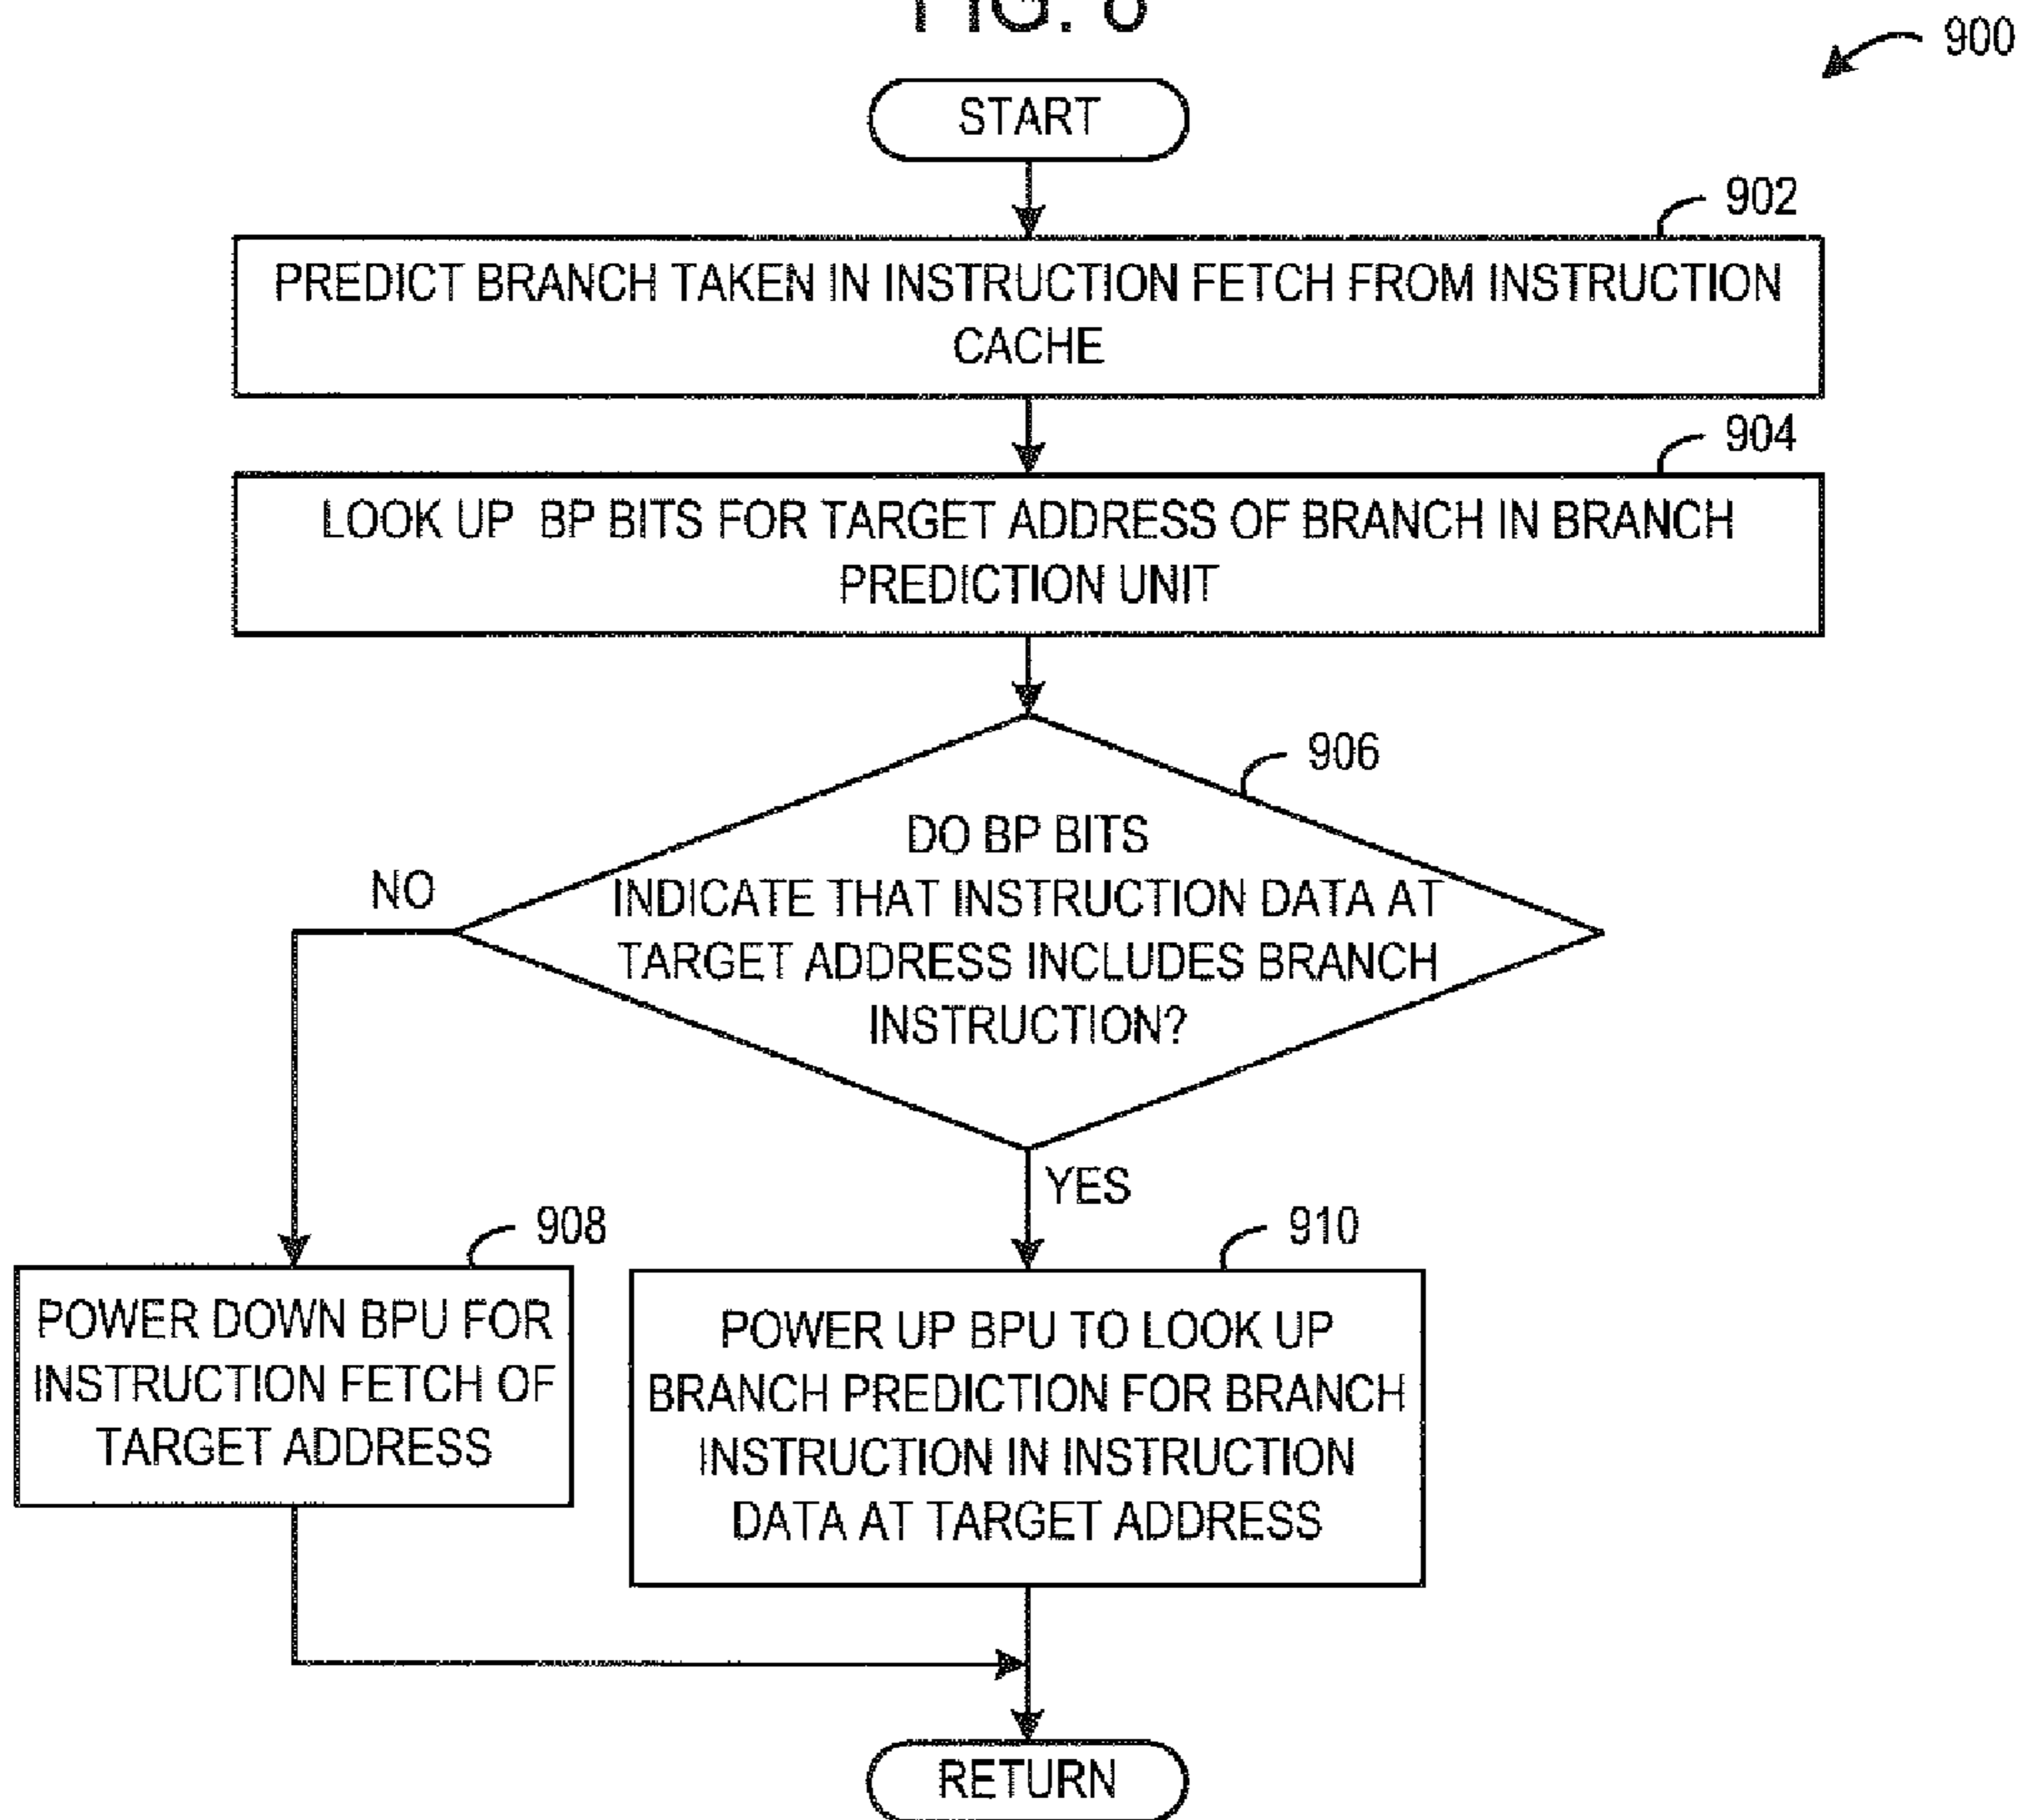 FIG. 8
900
START
902
PREDICT BRANCH TAKEN IN INSTRUCTION FETCH FROM INSTRUCTION
CACHE
904
LOOK UP BP BITS FOR TARGET ADDRESS OF BRANCH IN BRANCH
PREDICTION UNIT
906
DO BP BITS
INDICATE THAT INSTRUCTION DATA AT
TARGET ADDRESS INCLUDES BRANCH
INSTRUCTION?
NO
YES
908
POWER DOWN BPU FOR
INSTRUCTION FETCH OF
TARGET ADDRESS
910
POWER UP BPU TO LOOK UP
BRANCH PREDICTION FOR BRANCH
INSTRUCTION IN INSTRUCTION
DATA AT TARGET ADDRESS
RETURN